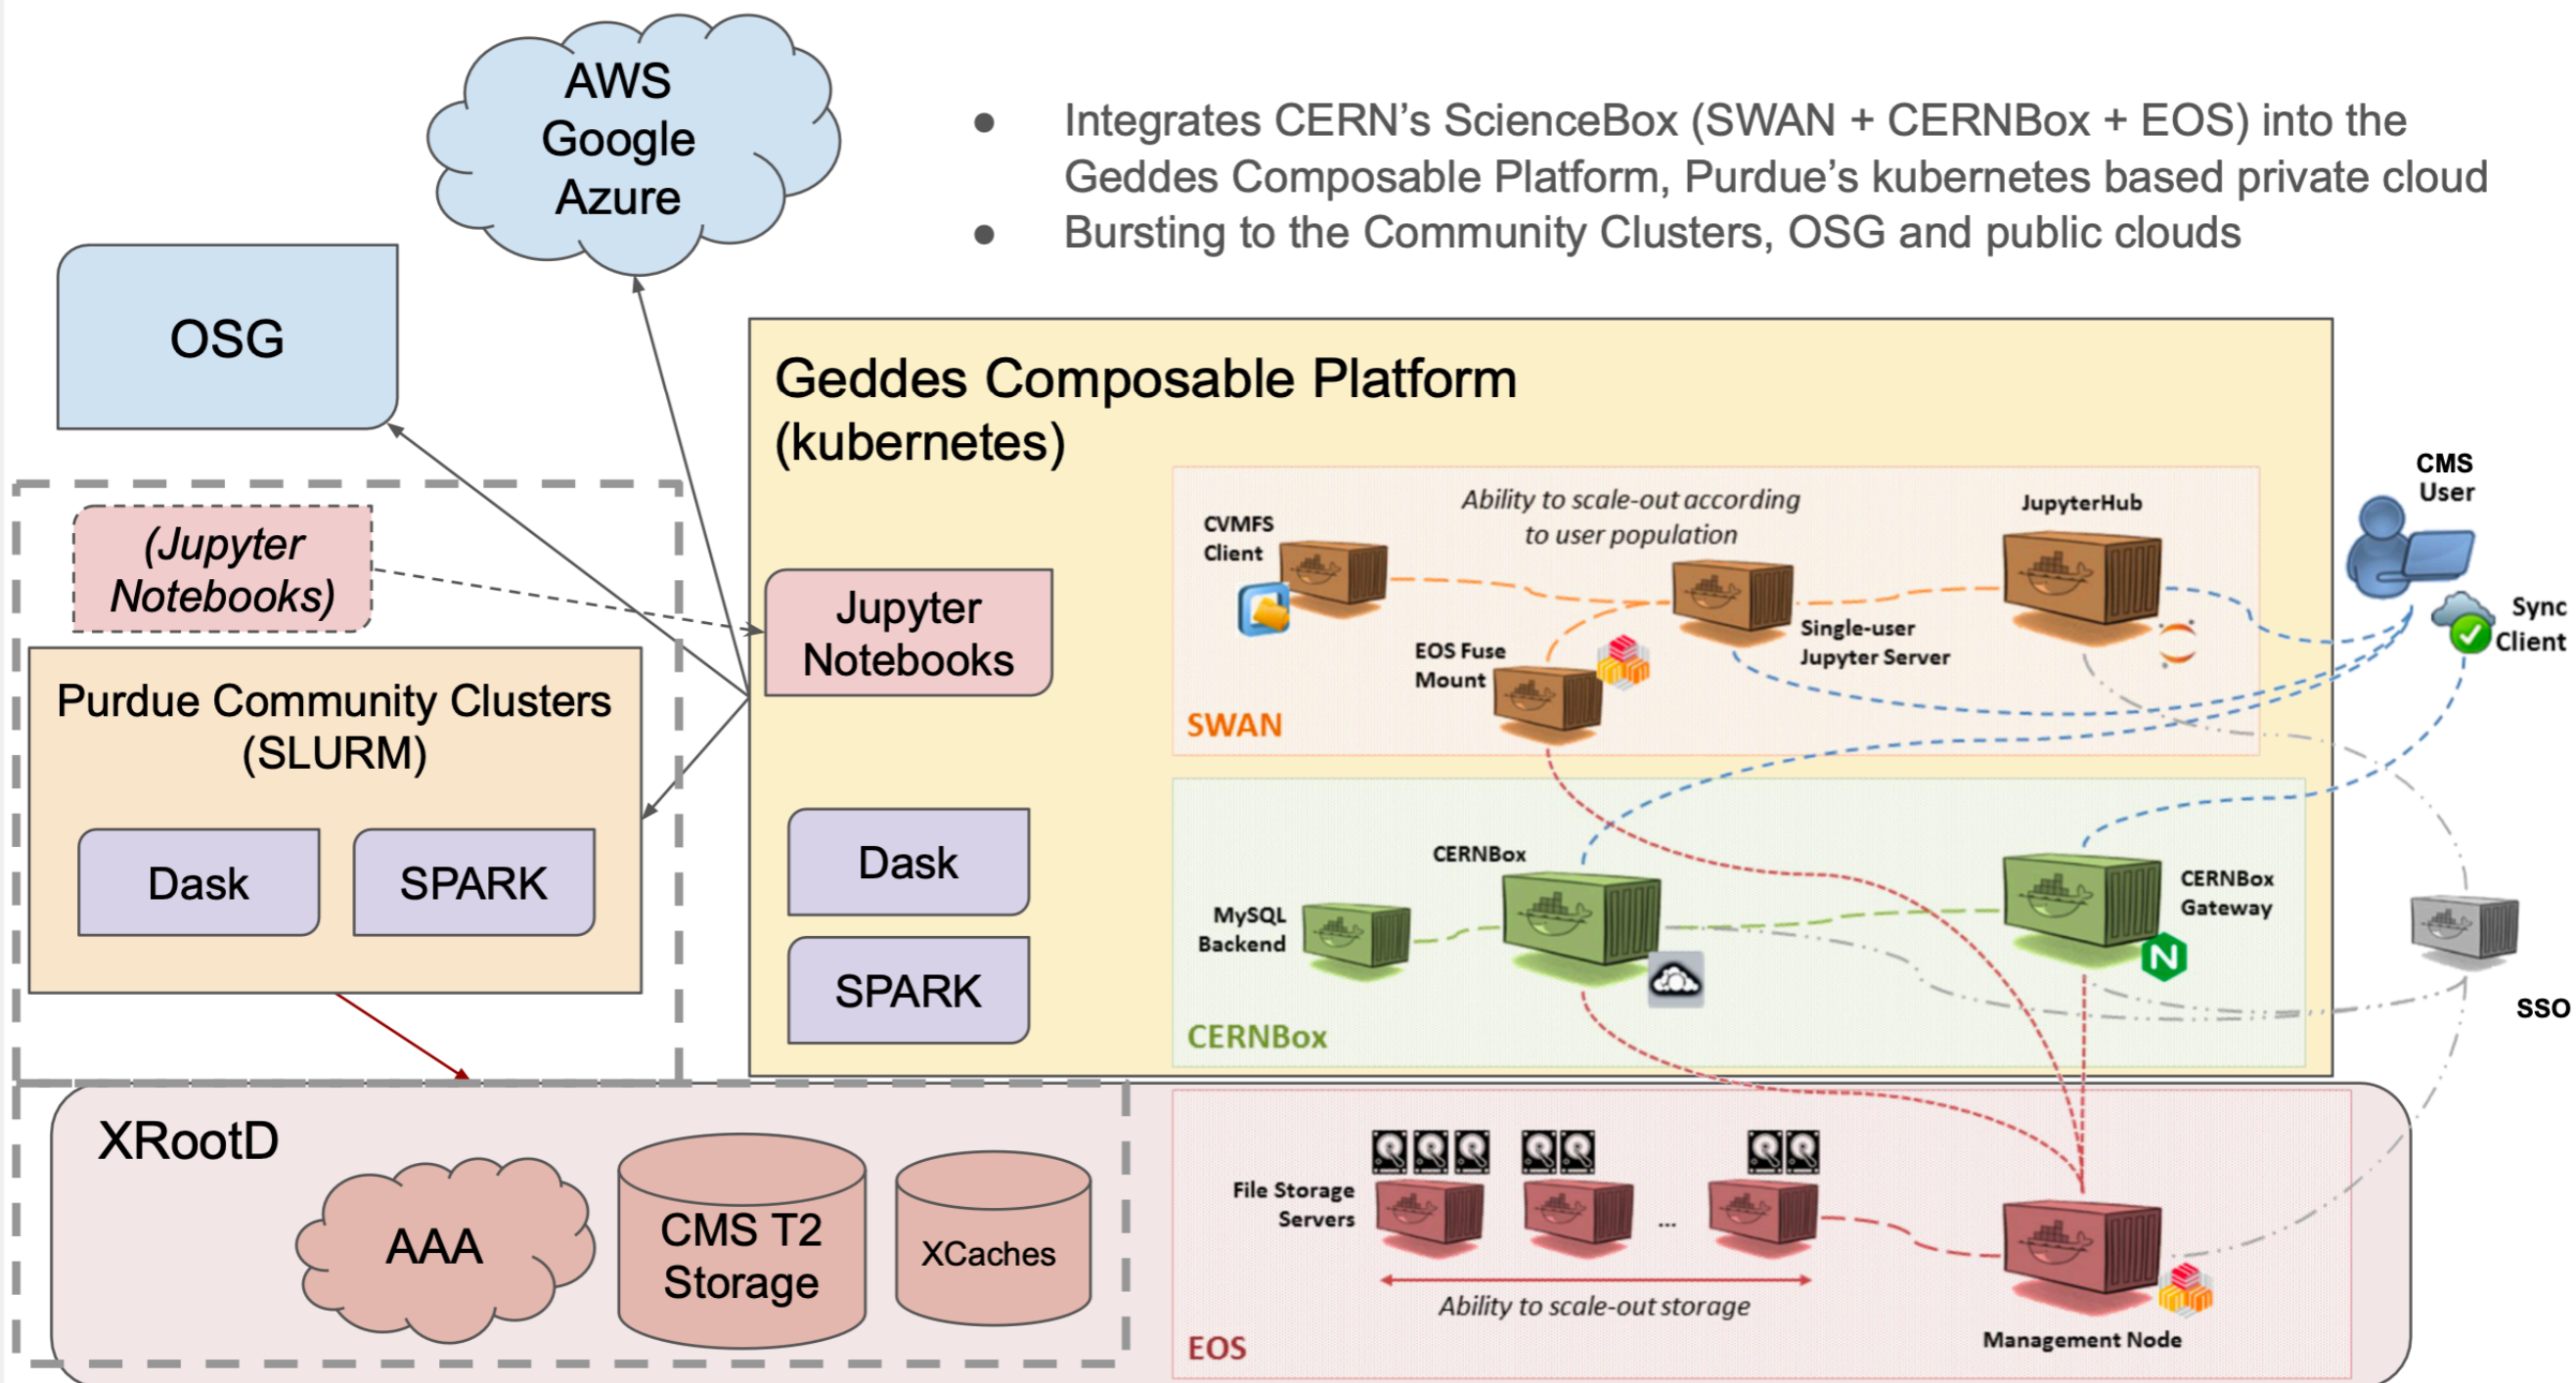 AWS
Google
Azure
● Integrates CERN’s ScienceBox (SWAN + CERNBox + EOS) into the
Geddes Composable Platform, Purdue’s kubernetes based private cloud
● Bursting to the Community Clusters, OSG and public clouds
OSG
Geddes Composable Platform
(kubernetes)
(Jupyter
Notebooks)
Purdue Community Clusters
(SLURM)
Dask
SPARK
Jupyter
Notebooks
Dask
SPARK
CVMFS
Client
Ability to scale-out according
to user population
JupyterHub
EOS Fuse
Mount
Single-user
Jupyter Server
SWAN
CMS
User
Sync
Client
CERNBox
MySQL
Backend
CERNBox
Gateway
N
CERNBox
SSO
XRootD
AAA
CMS T2
Storage
XCaches
File Storage
Servers
...
Ability to scale-out storage
Management Node
EOS